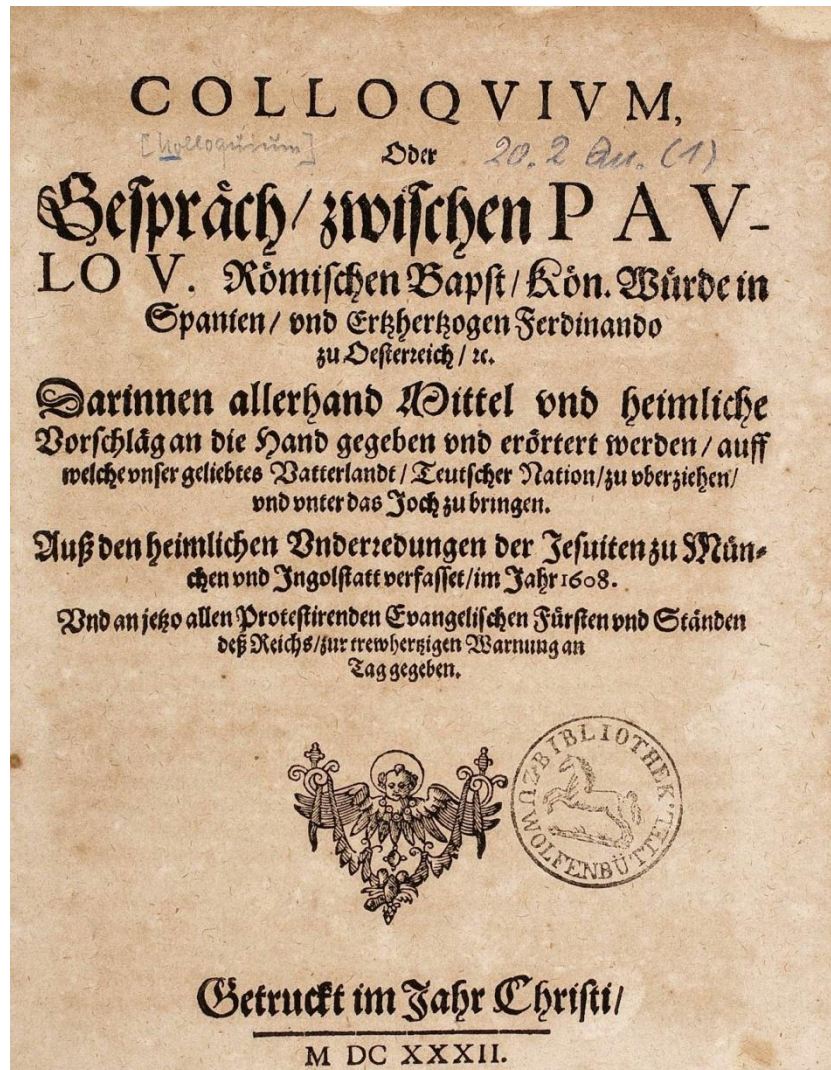 COLLOQVIVM,
[Kolloquium]
Oder
20. 2 Qu. (1)
Geſpräch/ zwiſchen PAV-
LO V. Römiſchen Bapſt/ Kön. Würde in
Spanien/ vnd Ertzhertzogen Ferdinando
zu Oeſterꝛeich/ ꝛc.
Darinnen allerhand Mittel vnd heimliche
Vorſchläg an die Hand gegeben vnd erörtert werden/ auff
welche vnſer geliebtes Vatterlandt/ Teutſcher Nation/ zu vberziehen/
vnd vnter das Joch zu bringen.
Auß den heimlichen Vnderꝛedungen der Jeſuiten zu Mün-
chen vnd Ingolſtatt verfaſſet/ im Jahr 1608.
Vnd an jetzo allen Proteſtirenden Evangeliſchen Fürſten vnd Ständen
deß Reichs/ zur trewhertzigen Warnung an
Tag gegeben.
BIBLIOTHEK
ZU
WOLFENBÜTTEL.
Getruckt im Jahr Chriſti/
M DC XXXII.